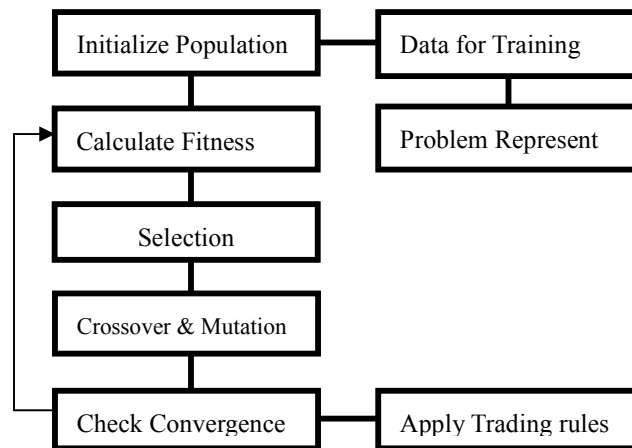 Initialize Population
Data for Training
Calculate Fitness
Problem Represent
Selection
Crossover & Mutation
Check Convergence
Apply Trading rules